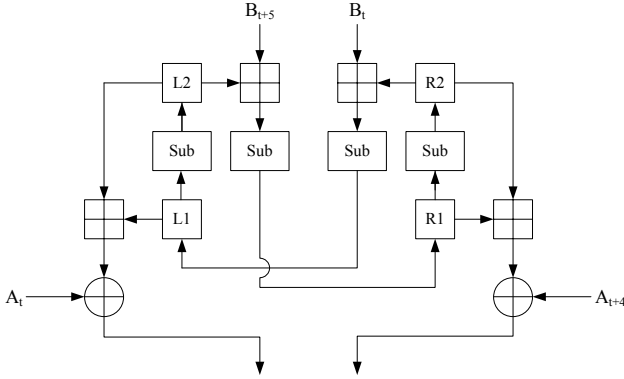 B_{t+5} B_t
L2 R2
Sub Sub Sub Sub
L1 R1
A_t A_{t+4}